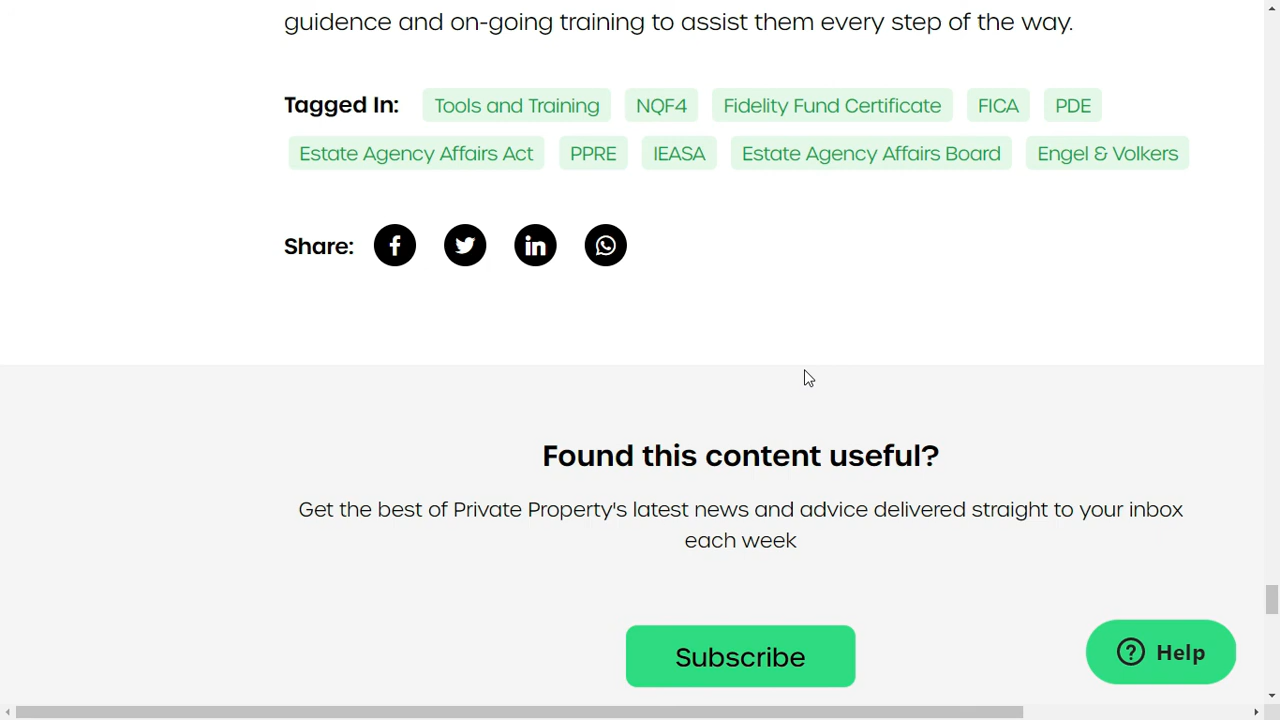 guidence and on-going training to assist them every step of the way.
Tagged In: Tools and Training NQF4 Fidelity Fund Certificate FICA PDE
Estate Agency Affairs Act PPRE IEASA Estate Agency Affairs Board Engel & Volkers
Share:
Found this content useful?
Get the best of Private Property's latest news and advice delivered straight to your inbox
each week
Subscribe
Help